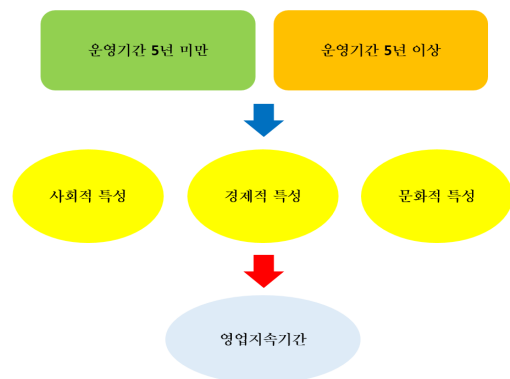 운영기간 5년 미만
운영기간 5년 이상
사회적 특성
경제적 특성
문화적 특성
영업지속기간